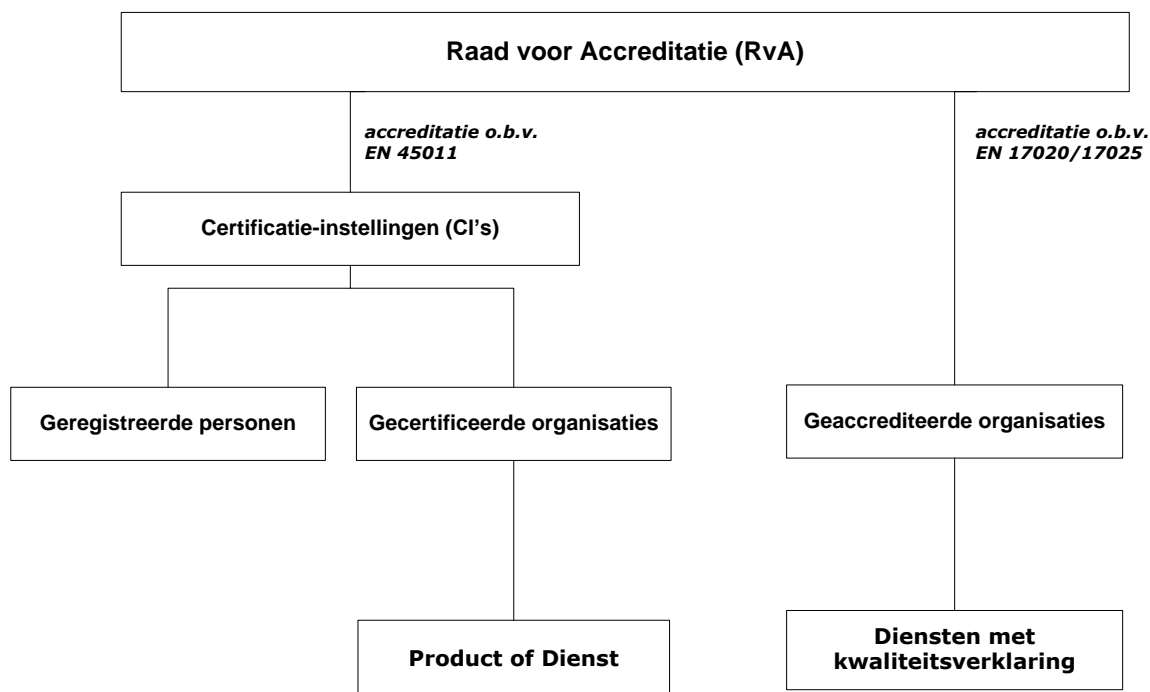 Raad voor Accreditatie (RvA)
accreditatie o.b.v.
EN 45011
accreditatie o.b.v.
EN 17020/17025
Certificatie-instellingen (CI's)
Geregistreerde personen
Gecertificeerde organisaties
Geaccrediteerde organisaties
Product of Dienst
Diensten met
kwaliteitsverklaring